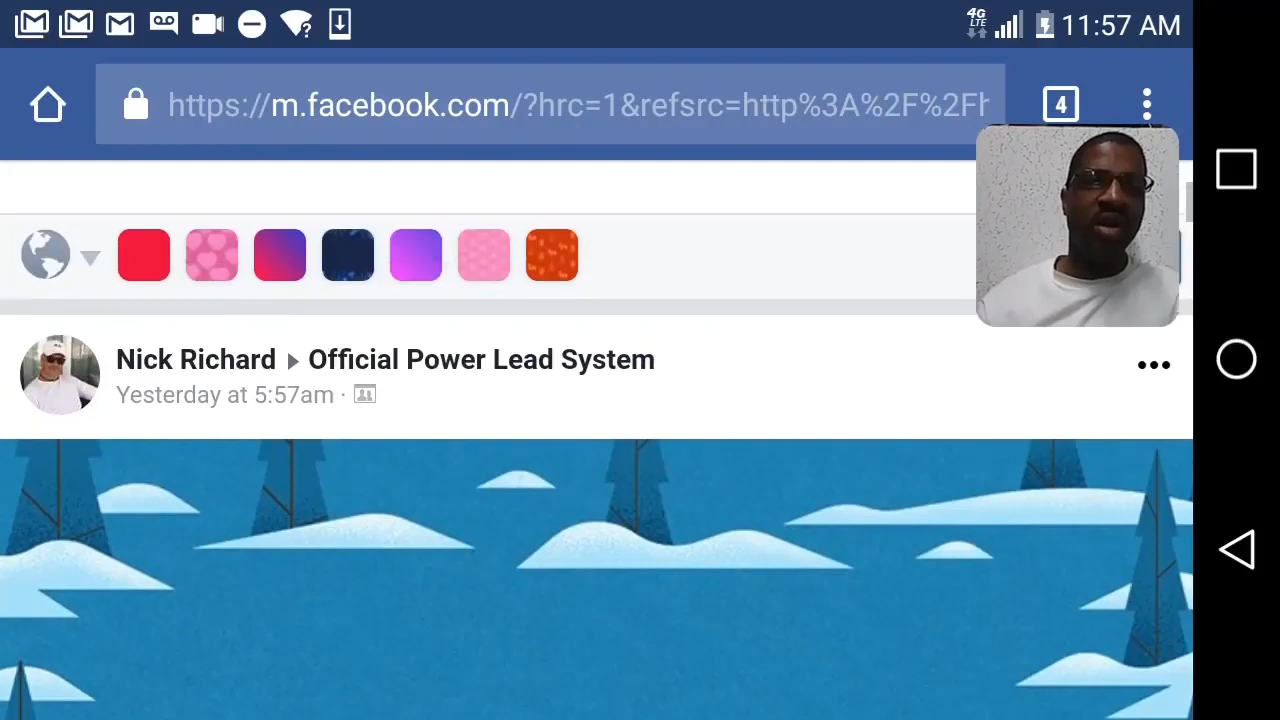 4G
LTE
11:57 AM
https://m.facebook.com/?hrc=1&refsrc=http%3A%2F%2Fh
4
Nick Richard ▸ Official Power Lead System
Yesterday at 5:57am ·